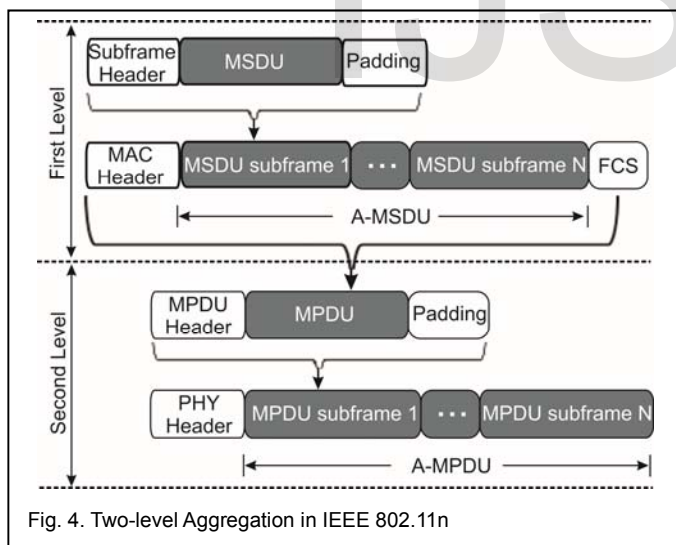 First Level
Subframe Header
MSDU
Padding
MAC Header
MSDU subframe 1
...
MSDU subframe N
FCS
A-MSDU
Second Level
MPDU Header
MPDU
Padding
PHY Header
MPDU subframe 1
...
MPDU subframe N
A-MPDU
Fig. 4. Two-level Aggregation in IEEE 802.11n